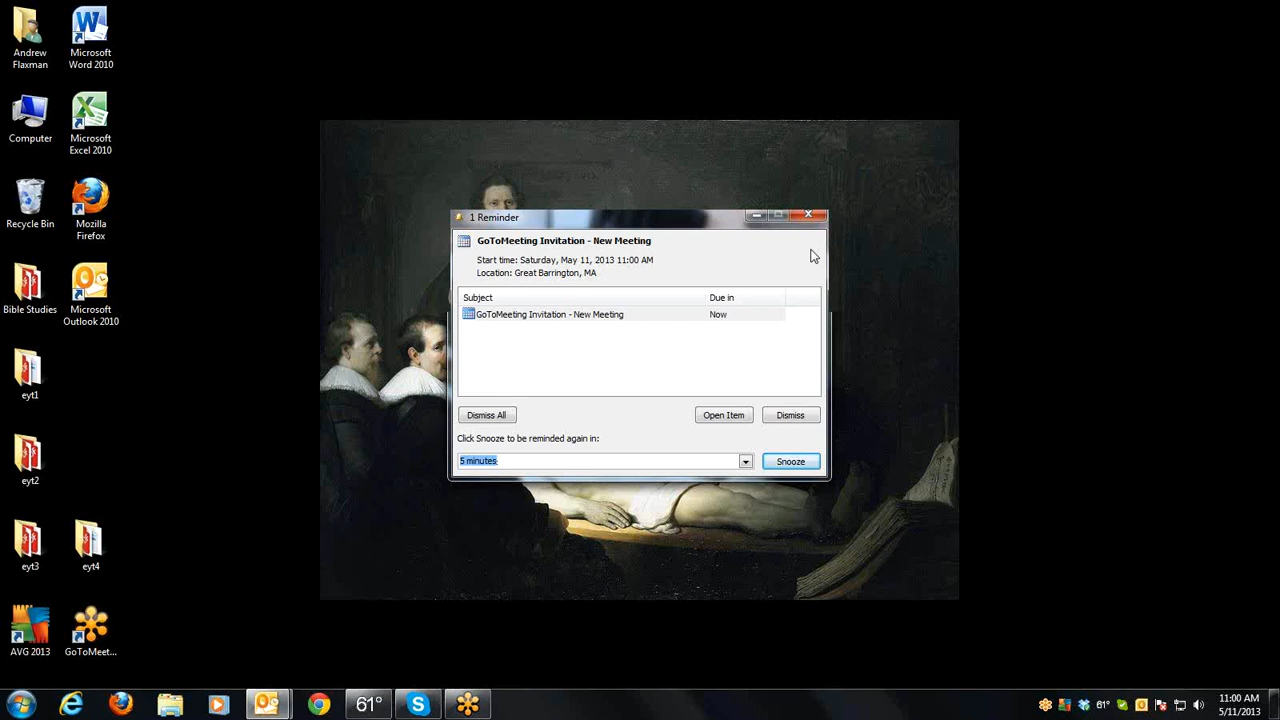 Andrew
Flaxman
Microsoft
Word 2010
Computer
Microsoft
Excel 2010
Recycle Bin
Mozilla
Firefox
Bible Studies
Microsoft
Outlook 2010
eyt1
eyt2
eyt3
eyt4
AVG 2013
GoToMeet...
1 Reminder
GoToMeeting Invitation - New Meeting
Start time: Saturday, May 11, 2013 11:00 AM
Location: Great Barrington, MA
Subject Due in
GoToMeeting Invitation - New Meeting Now
Dismiss All Open Item Dismiss
Click Snooze to be reminded again in:
5 minutes Snooze
61° 61° 11:00 AM
5/11/2013